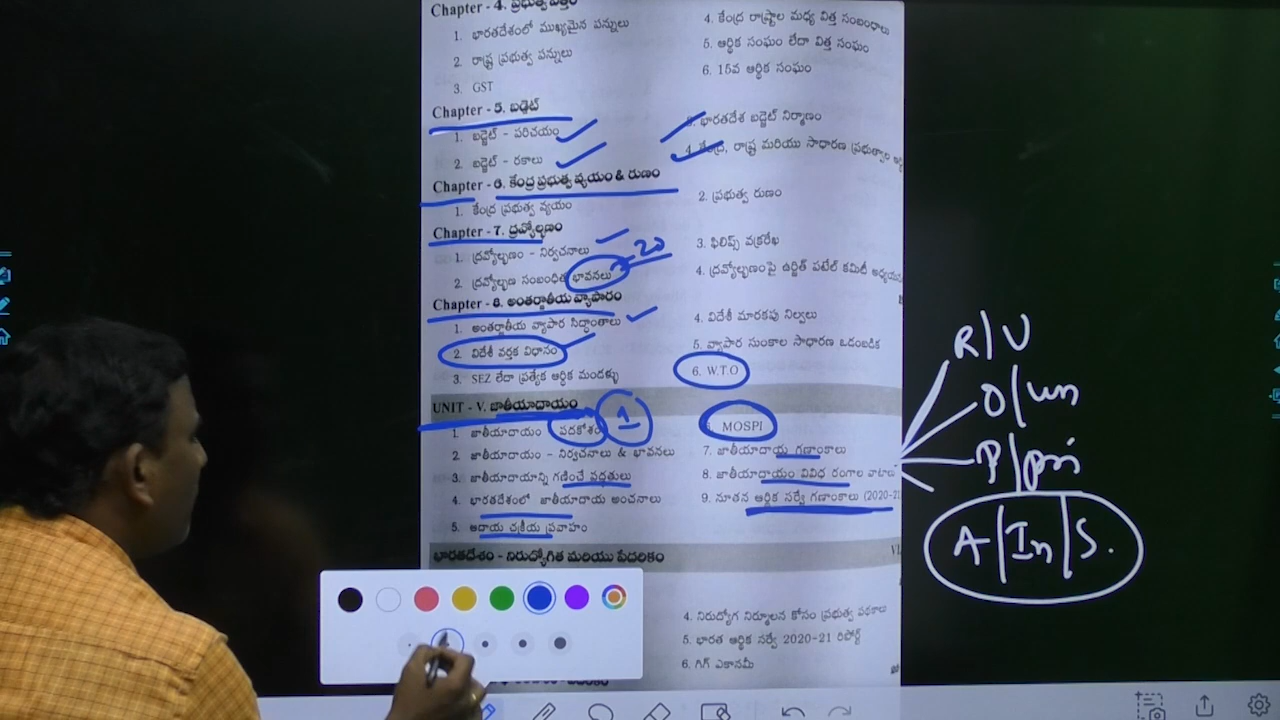 Chapter - 4. ప్రభుత్వ విత్తం
1. భారతదేశంలో ముఖ్యమైన పన్నులు
2. రాష్ట్ర ప్రభుత్వ పన్నులు
3. GST
4. కేంద్ర రాష్ట్రాల మధ్య విత్త సంబంధాలు
5. ఆర్థిక సంఘం లేదా విత్త సంఘం
6. 15వ ఆర్థిక సంఘం
Chapter - 5. బడ్జెట్
1. బడ్జెట్ - పరిచయం
2. బడ్జెట్ - రకాలు
3. భారతదేశ బడ్జెట్ నిర్మాణం
4. కేంద్ర, రాష్ట్ర మరియు సాధారణ ప్రభుత్వాల
Chapter - 6. కేంద్ర ప్రభుత్వ వ్యయం & రుణం
1. కేంద్ర ప్రభుత్వ వ్యయం
2. ప్రభుత్వ రుణం
Chapter - 7. ద్రవ్యోల్బణం
1. ద్రవ్యోల్బణం - నిర్వచనాలు
2. ద్రవ్యోల్బణ సంబంధిత భావనలు
20
3. ఫిలిప్స్ వక్రరేఖ
4. ద్రవ్యోల్బణంపై ఉర్జిత్ పటేల్ కమిటీ
Chapter - 8. అంతర్జాతీయ వ్యాపారం
1. అంతర్జాతీయ వ్యాపార సిద్ధాంతాలు
2. విదేశీ వర్తక విధానం
3. SEZ లేదా ప్రత్యేక ఆర్థిక మండళ్ళు
4. విదేశీ మారకపు నిల్వలు
5. వ్యాపార సుంకాల సాధారణ ఒడంబడిక
6. W.T.O
UNIT - V. జాతీయాదాయం
1
1. జాతీయాదాయం పదకోశం
2. జాతీయాదాయం - నిర్వచనాలు & భావనలు
3. జాతీయాదాయాన్ని గణించే పద్ధతులు
4. భారతదేశంలో జాతీయాదాయ అంచనాలు
5. ఆదాయ చక్రీయ ప్రవాహం
MOSPI
7. జాతీయాదాయ గణాంకాలు
8. జాతీయాదాయం వివిధ రంగాల వాటాలు
9. నూతన ఆర్థిక సర్వే గణాంకాలు (2020-21
భారతదేశం - నిరుద్యోగిత మరియు పేదరికం
4. నిరుద్యోగ నిర్మూలన కోసం ప్రభుత్వ పథకాలు
5. భారత ఆర్థిక సర్వే 2020-21 రిపోర్ట్
6. గిగ్ ఎకానమీ
R/U
O/un
P/pri
A/In/S.